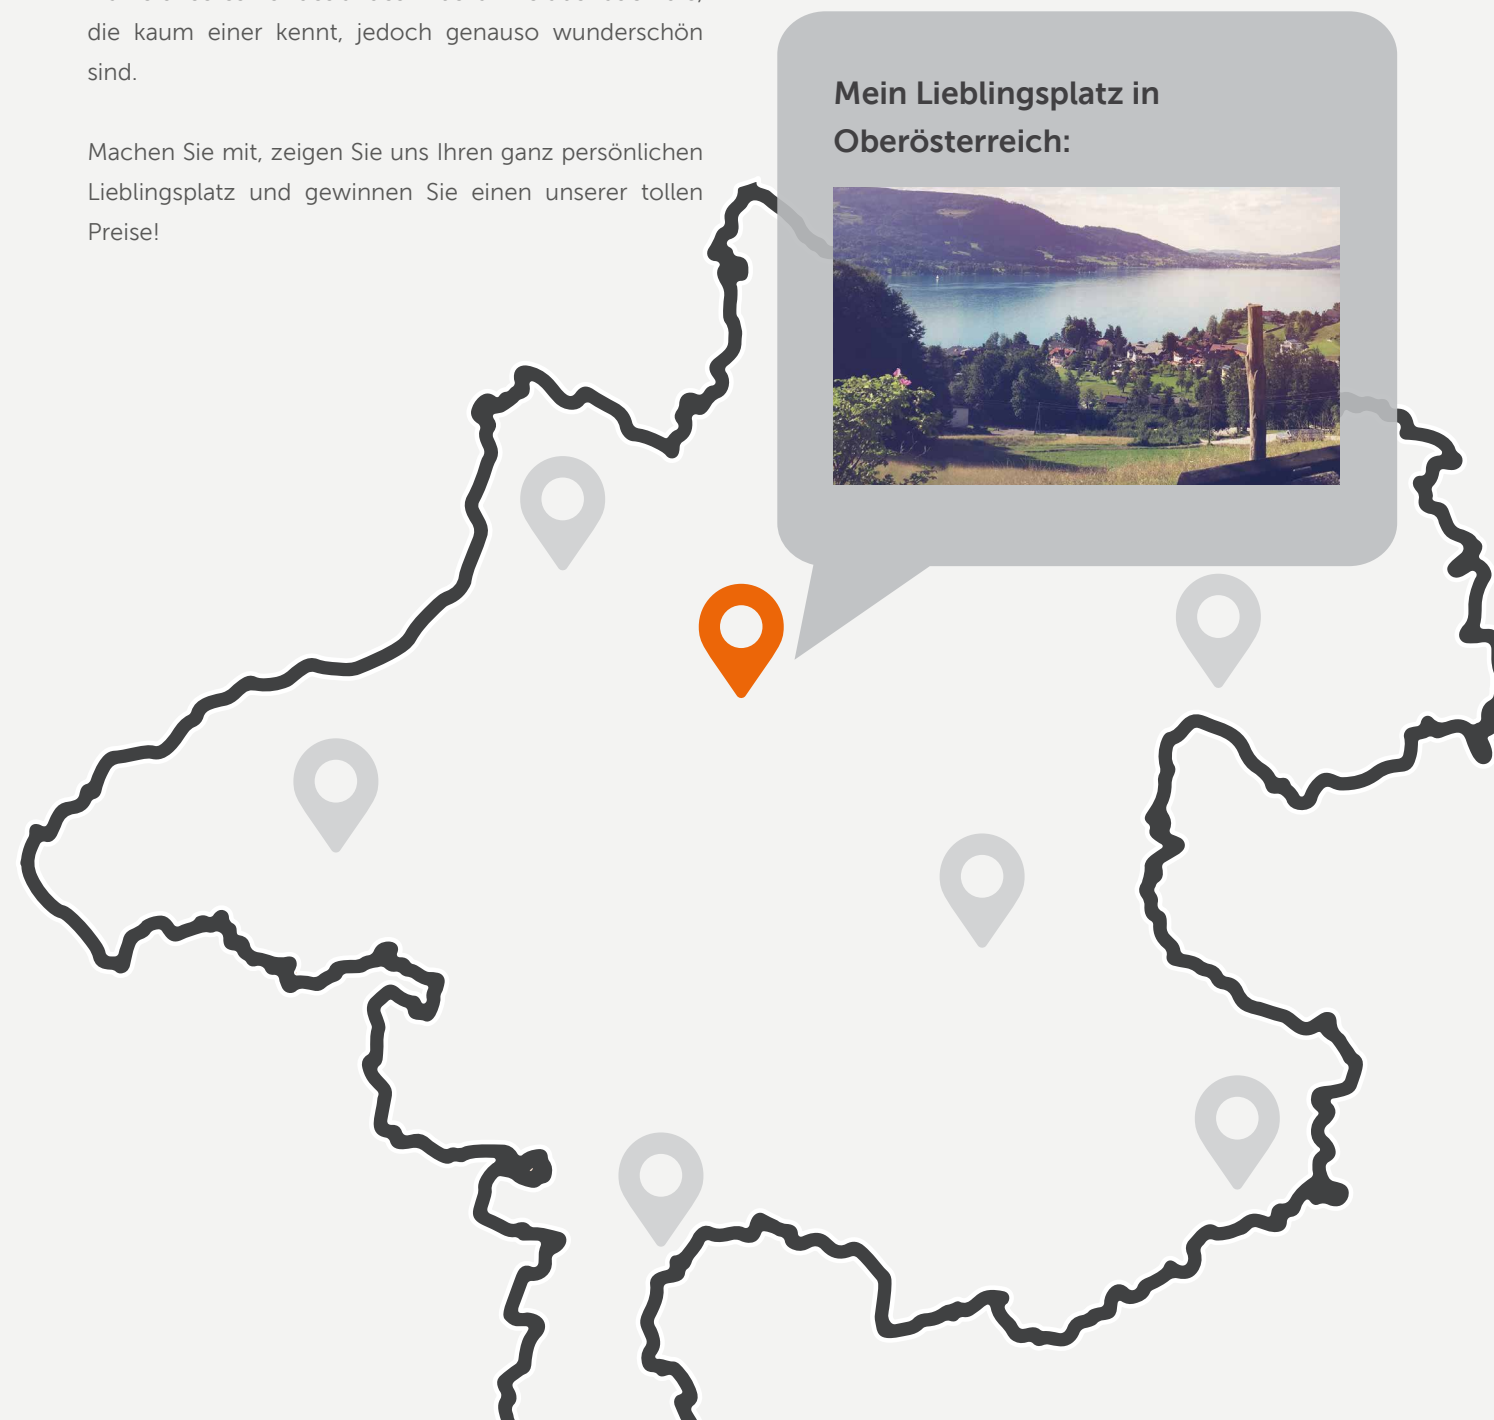 die kaum einer kennt, jedoch genauso wunderschön
sind.
Machen Sie mit, zeigen Sie uns Ihren ganz persönlichen
Lieblingsplatz und gewinnen Sie einen unserer tollen
Preise!
Mein Lieblingsplatz in
Oberösterreich: